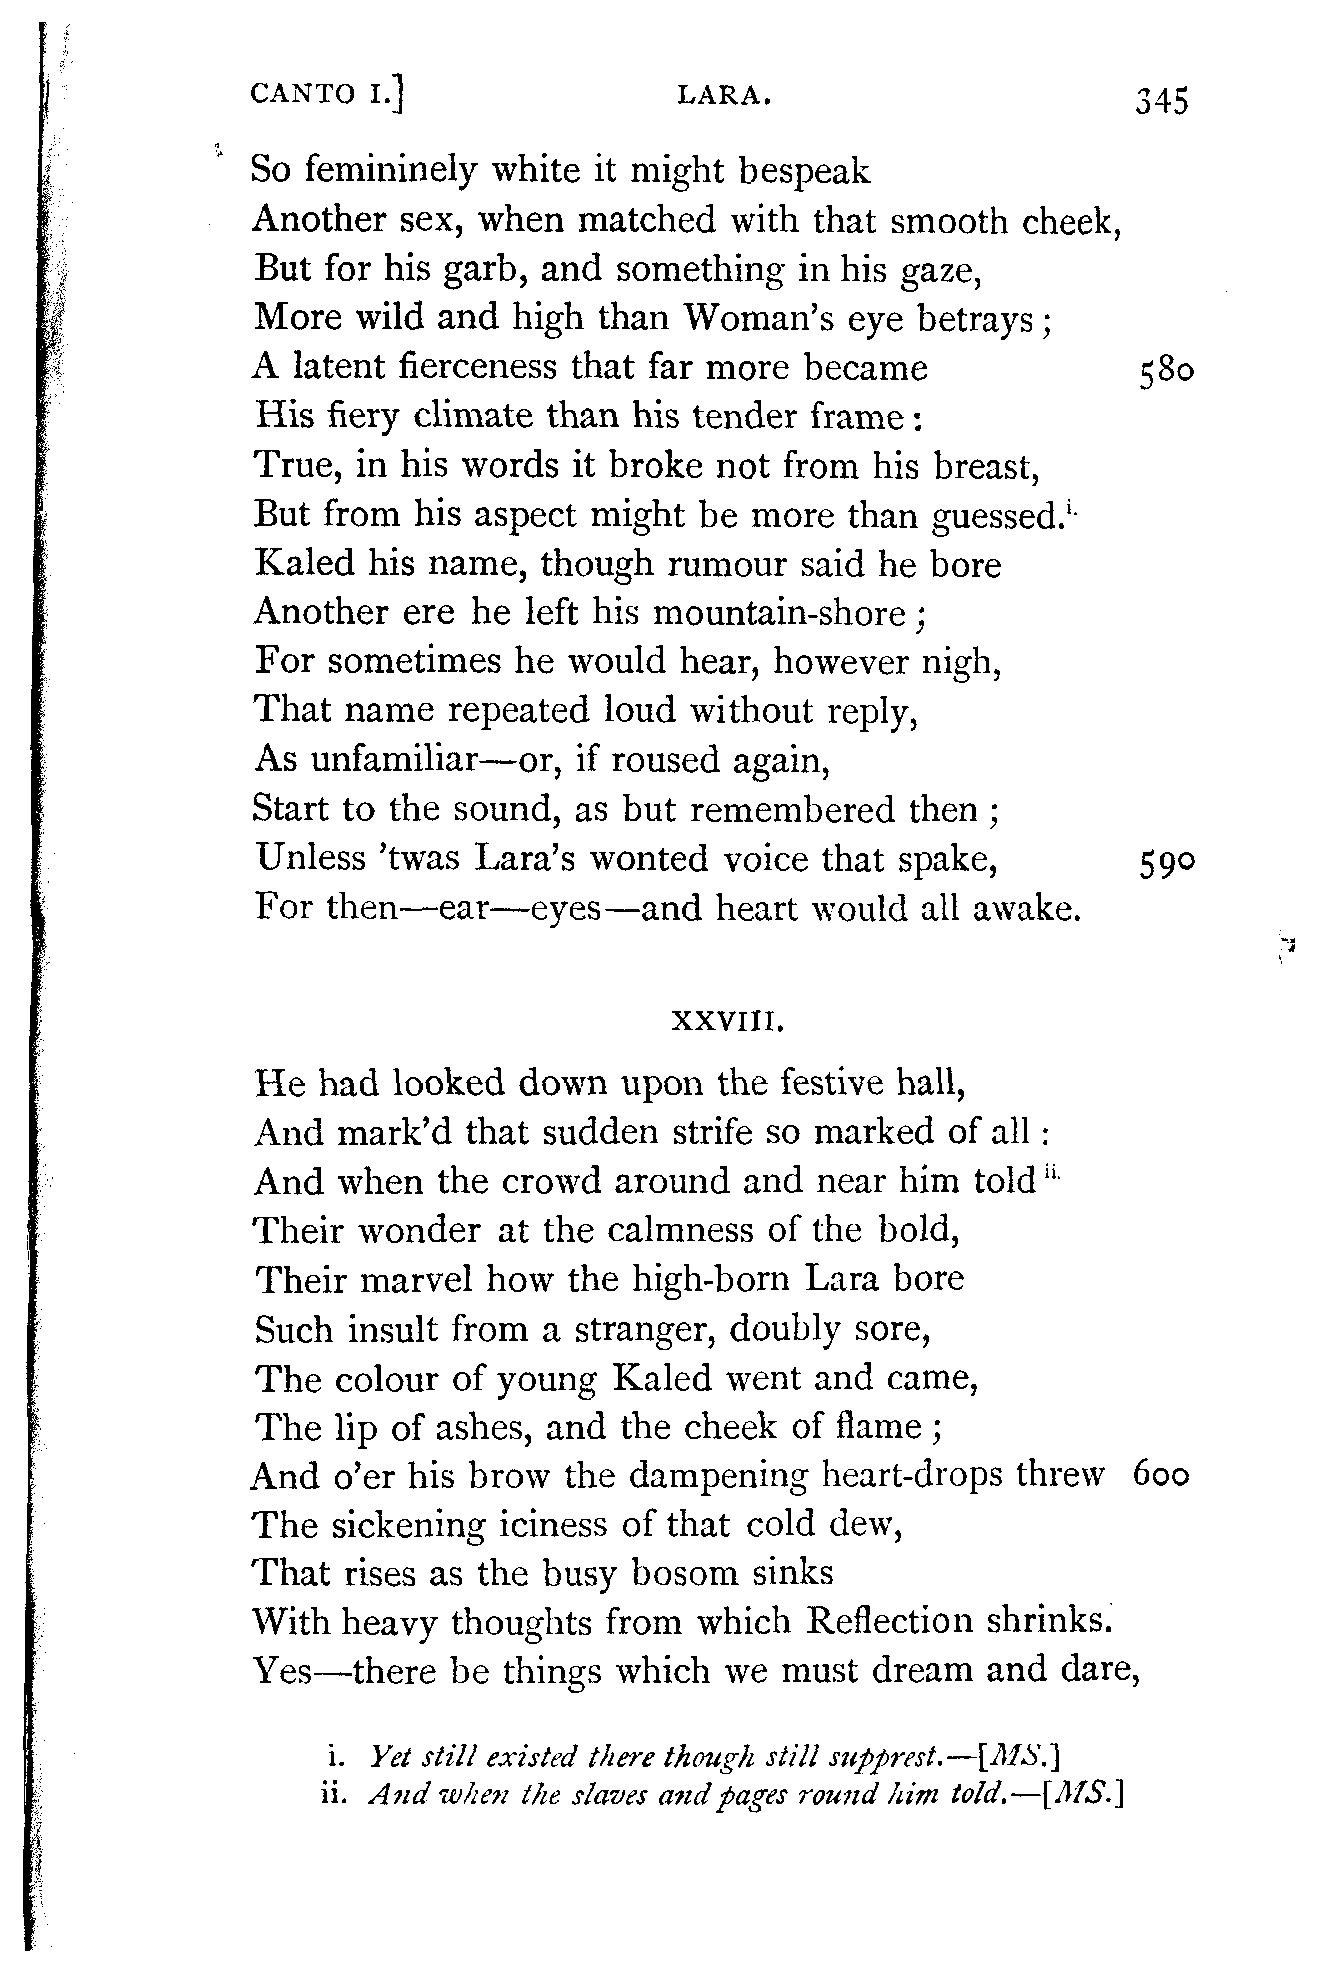 CANTO I.] LARA. 345
So femininely white it might bespeak
Another sex, when matched with that smooth cheek,
But for his garb, and something in his gaze,
More wild and high than Woman's eye betrays;
A latent fierceness that far more became 580
His fiery climate than his tender frame:
True, in his words it broke not from his breast,
But from his aspect might be more than guessed.i.
Kaled his name, though rumour said he bore
Another ere he left his mountain-shore;
For sometimes he would hear, however nigh,
That name repeated loud without reply,
As unfamiliar—or, if roused again,
Start to the sound, as but remembered then;
Unless 'twas Lara's wonted voice that spake, 590
For then—ear—eyes—and heart would all awake.
XXVIII.
He had looked down upon the festive hall,
And mark'd that sudden strife so marked of all:
And when the crowd around and near him told ii.
Their wonder at the calmness of the bold,
Their marvel how the high-born Lara bore
Such insult from a stranger, doubly sore,
The colour of young Kaled went and came,
The lip of ashes, and the cheek of flame;
And o'er his brow the dampening heart-drops threw 600
The sickening iciness of that cold dew,
That rises as the busy bosom sinks
With heavy thoughts from which Reflection shrinks.
Yes—there be things which we must dream and dare,
i. Yet still existed there though still supprest.—[MS.]
ii. And when the slaves and pages round him told.—[MS.]